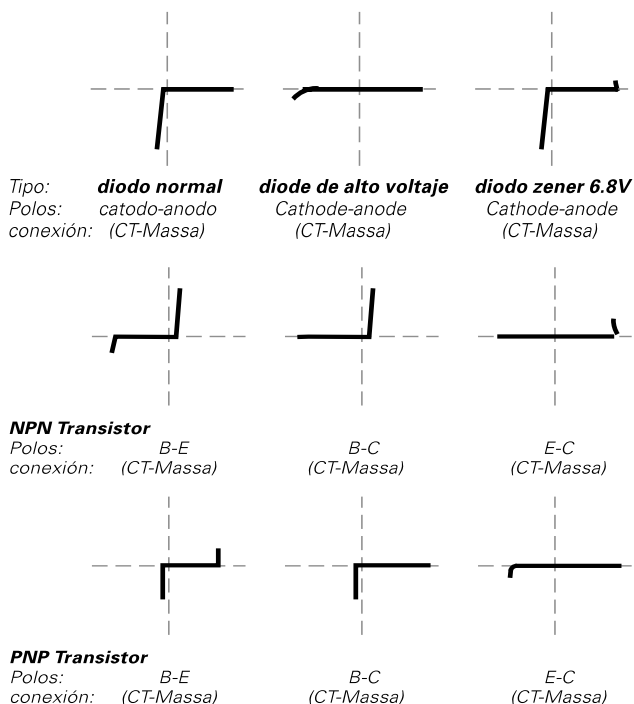 Tipo: diodo normal diode de alto voltaje diodo zener 6.8V
Polos: catodo-anodo Cathode-anode Cathode-anode
conexión: (CT-Massa) (CT-Massa) (CT-Massa)
NPN Transistor
Polos: B-E B-C E-C
conexión: (CT-Massa) (CT-Massa) (CT-Massa)
PNP Transistor
Polos: B-E B-C E-C
conexión: (CT-Massa) (CT-Massa) (CT-Massa)